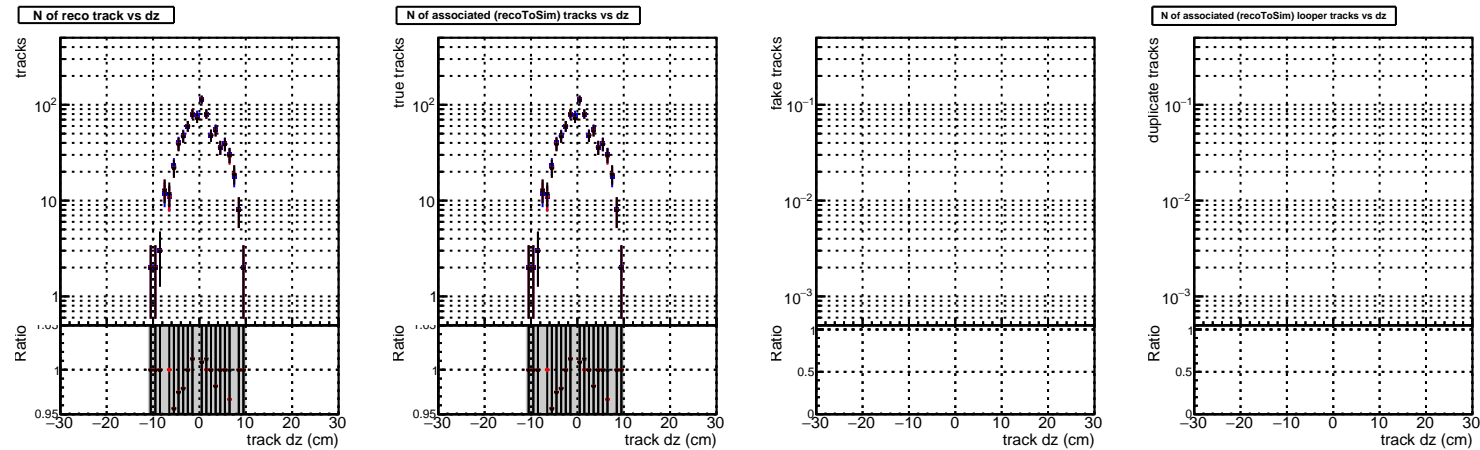 N of reco track vs dz
tracks
10²
10
1
Ratio
1.05
1
0.95
−30 −20 −10 0 10 20 30
track dz (cm)
N of associated (recoToSim) tracks vs dz
true tracks
10²
10
1
Ratio
1.05
1
0.95
−30 −20 −10 0 10 20 30
track dz (cm)
fake tracks
10⁻¹
10⁻²
10⁻³
Ratio
1
0.5
0
−30 −20 −10 0 10 20 30
track dz (cm)
N of associated (recoToSim) looper tracks vs dz
duplicate tracks
10⁻¹
10⁻²
10⁻³
Ratio
1
0.5
0
−30 −20 −10 0 10 20 30
track dz (cm)